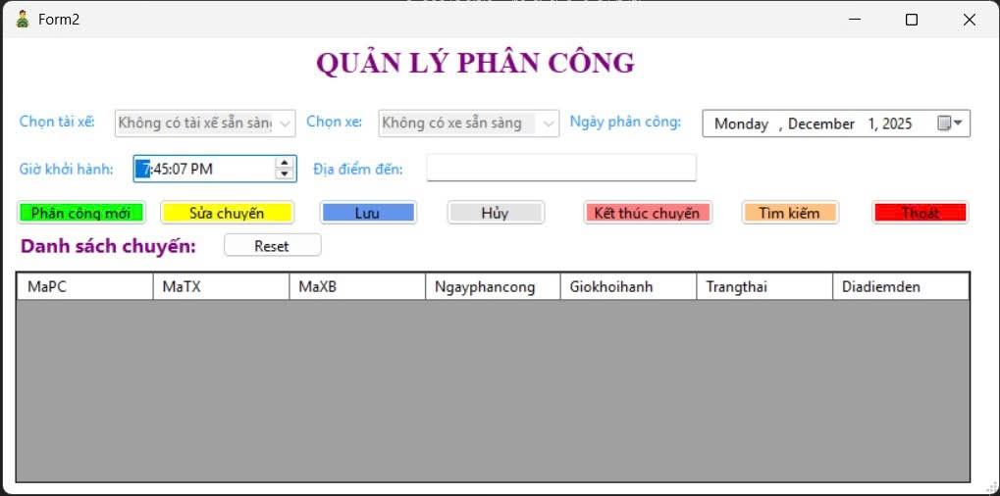 Form2
QUẢN LÝ PHÂN CÔNG
Chọn tài xế: Không có tài xế sẵn sàn Chọn xe: Không có xe sẵn sàng Ngày phân công: Monday , December 1, 2025
Giờ khởi hành: 7:45:07 PM Địa điểm đến:
Phân công mới Sửa chuyến Lưu Hủy Kết thúc chuyến Tìm kiếm Thoát
Danh sách chuyến: Reset
MaPC MaTX MaXB Ngayphancong Giokhoihanh Trangthai Diadiemden